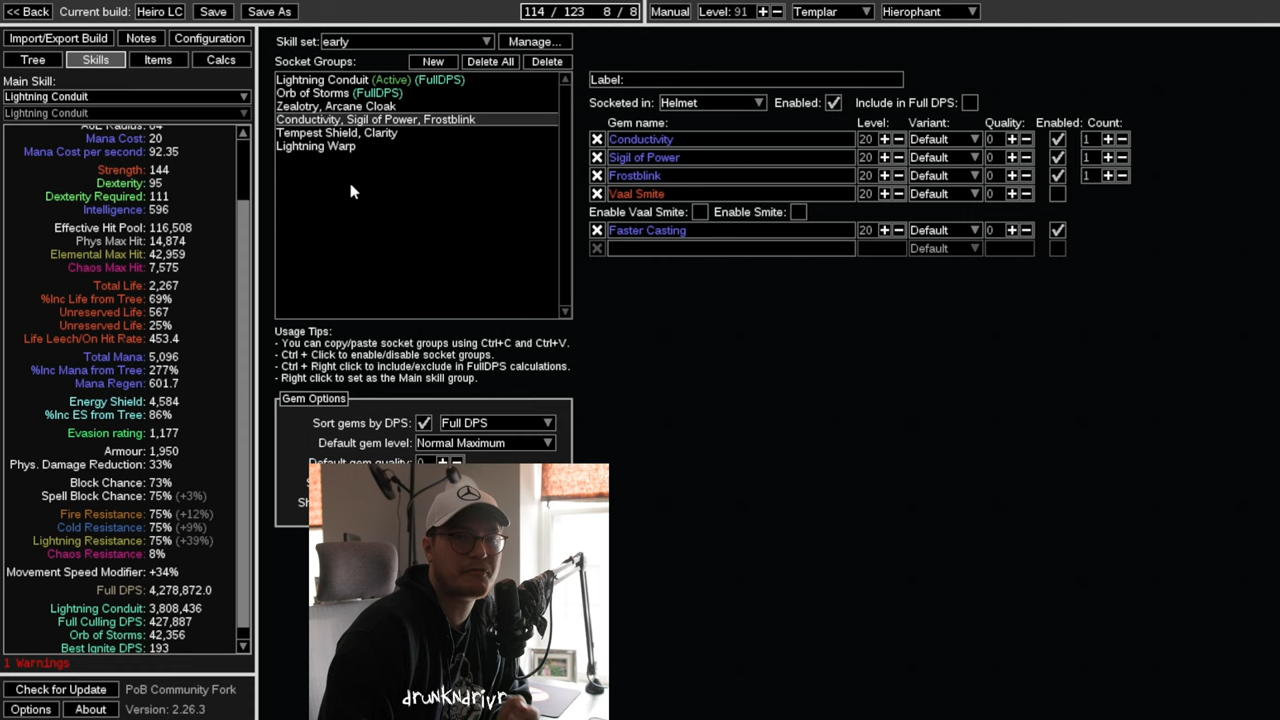 << Back Current build: Heiro LC Save Save As 114 / 123 8 / 8 Manual Level: 91 Templar Hierophant
Import/Export Build Notes Configuration
Tree Skills Items Calcs
Main Skill:
Lightning Conduit
Lightning Conduit
AoE Radius: 64
Mana Cost: 20
Mana Cost per second: 92.35
Strength: 144
Dexterity: 95
Dexterity Required: 111
Intelligence: 596
Effective Hit Pool: 116,508
Phys Max Hit: 14,874
Elemental Max Hit: 42,959
Chaos Max Hit: 7,575
Total Life: 2,267
%Inc Life from Tree: 69%
Unreserved Life: 567
Unreserved Life: 25%
Life Leech/On Hit Rate: 453.4
Total Mana: 5,096
%Inc Mana from Tree: 277%
Mana Regen: 601.7
Energy Shield: 4,584
%Inc ES from Tree: 86%
Evasion rating: 1,177
Armour: 1,950
Phys. Damage Reduction: 33%
Block Chance: 73%
Spell Block Chance: 75% (+3%)
Fire Resistance: 75% (+12%)
Cold Resistance: 75% (+9%)
Lightning Resistance: 75% (+39%)
Chaos Resistance: 8%
Movement Speed Modifier: +34%
Full DPS: 4,278,872.0
Lightning Conduit: 3,808,436
Full Culling DPS: 427,887
Orb of Storms: 42,356
Best Ignite DPS: 193
1 Warnings
Check for Update PoB Community Fork
Options About Version: 2.26.3
Skill set: early Manage...
Socket Groups: New Delete All Delete
Lightning Conduit (Active) (FullDPS)
Orb of Storms (FullDPS)
Zealotry, Arcane Cloak
Conductivity, Sigil of Power, Frostblink
Tempest Shield, Clarity
Lightning Warp
Usage Tips:
- You can copy/paste socket groups using Ctrl+C and Ctrl+V.
- Ctrl + Click to enable/disable socket groups.
- Ctrl + Right click to include/exclude in FullDPS calculations.
- Right click to set as the Main skill group.
Gem Options
Sort gems by DPS: Full DPS
Default gem level: Normal Maximum
Default gem quality: 0
Sh
Label:
Socketed in: Helmet Enabled: Include in Full DPS:
Gem name: Level: Variant: Quality: Enabled: Count:
Conductivity 20 Default 0 1
Sigil of Power 20 Default 0 1
Frostblink 20 Default 0 1
Vaal Smite 20 Default 0
Enable Vaal Smite: Enable Smite:
Faster Casting 20 Default 0
Default
drunkndrivr